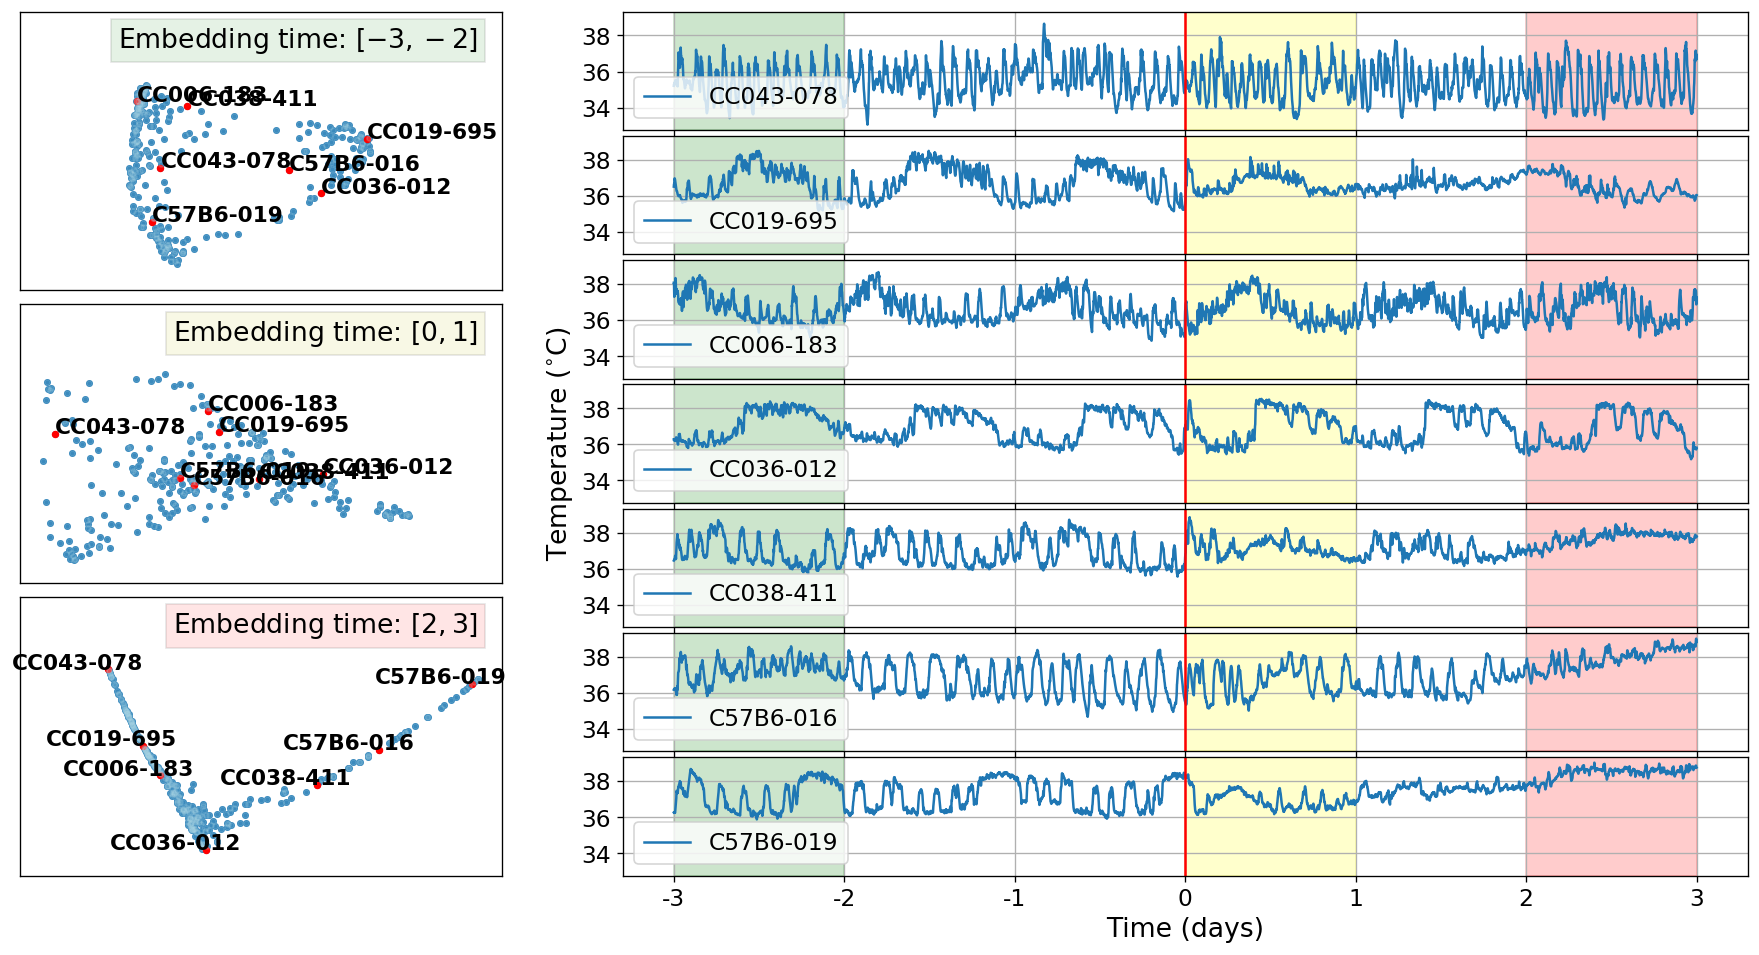 Embedding time: [−3, −2]
CC006-183
CC038-411
CC019-695
CC043-078
C57B6-016
CC036-012
C57B6-019
Embedding time: [0, 1]
CC006-183
CC043-078
CC019-695
CC036-012
C57B6-019
CC038-411
C57B6-016
Embedding time: [2, 3]
CC043-078
C57B6-019
CC019-695
C57B6-016
CC006-183
CC038-411
CC036-012
Temperature (°C)
38
36
34
CC043-078
38
36
34
CC019-695
38
36
34
CC006-183
38
36
34
CC036-012
38
36
34
CC038-411
38
36
34
C57B6-016
38
36
34
C57B6-019
-3 -2 -1 0 1 2 3
Time (days)